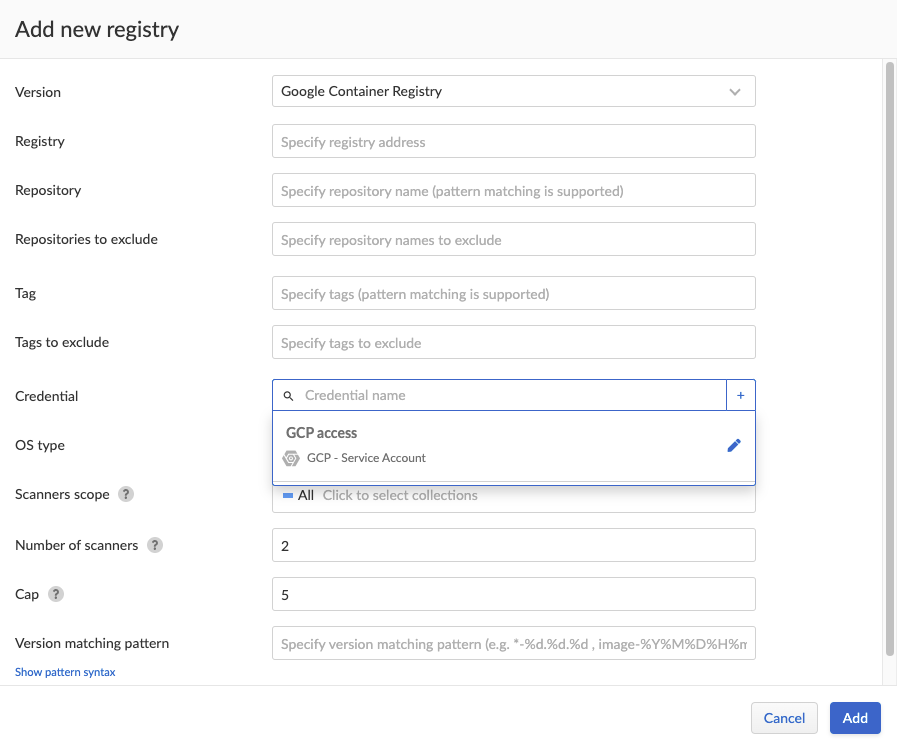 Add new registry
Version
Google Container Registry
Registry
Specify registry address
Repository
Specify repository name (pattern matching is supported)
Repositories to exclude
Specify repository names to exclude
Tag
Specify tags (pattern matching is supported)
Tags to exclude
Specify tags to exclude
Credential
Credential name
+
GCP access
GCP - Service Account
OS type
Scanners scope ?
All Click to select collections
Number of scanners ?
2
Cap ?
5
Version matching pattern
Specify version matching pattern (e.g. *-%d.%d.%d , image-%Y%M%D%H%m
Show pattern syntax
Cancel
Add